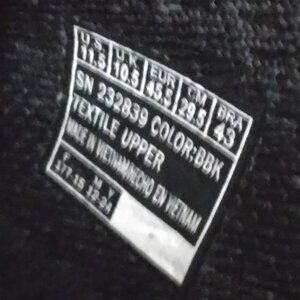 U.S. U.K. EUR CM BRA
11.5 10.5 45.5 29.5 43
SN 232839 COLOR:BBK
TEXTILE UPPER
MADE IN VIETNAM/HECHO EN VIETNAM